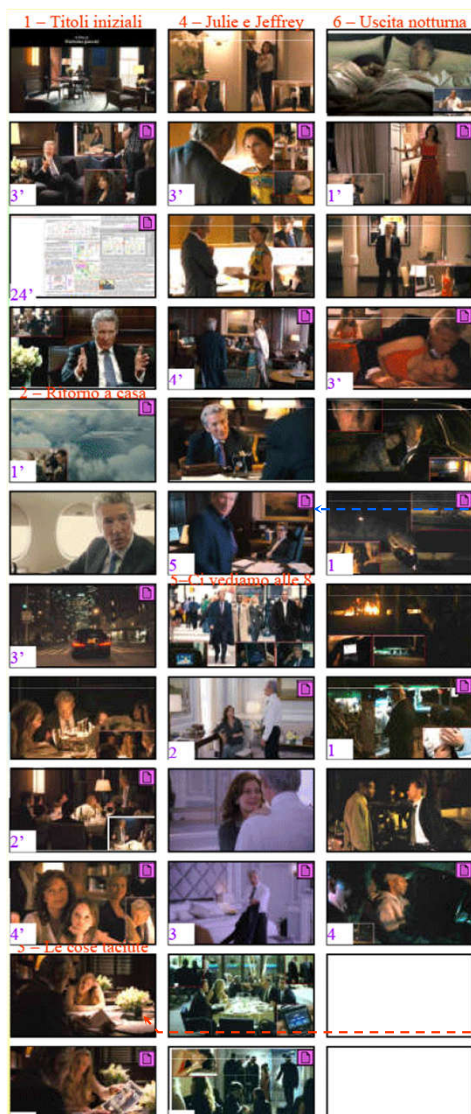 1 – Titoli iniziali
3’
24’
2 – Ritorno a casa
1’
3’
2’
4’
3 – Le cose taciute
4 – Julie e Jeffrey
3’
4’
5
5–Ci vediamo alle 8
2
3
6 – Uscita notturna
1’
3’
1
1
4